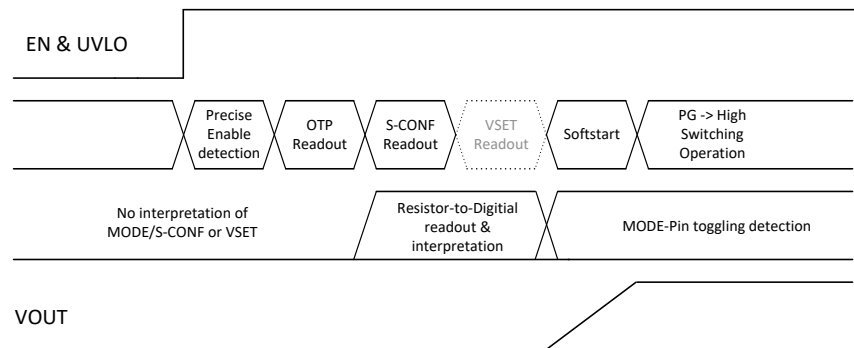 EN & UVLO
Precise
Enable
detection
OTP
Readout
S-CONF
Readout
VSET
Readout
Softstart
PG -> High
Switching
Operation
No interpretation of
MODE/S-CONF or VSET
Resistor-to-Digitial
readout &
interpretation
MODE-Pin toggling detection
VOUT